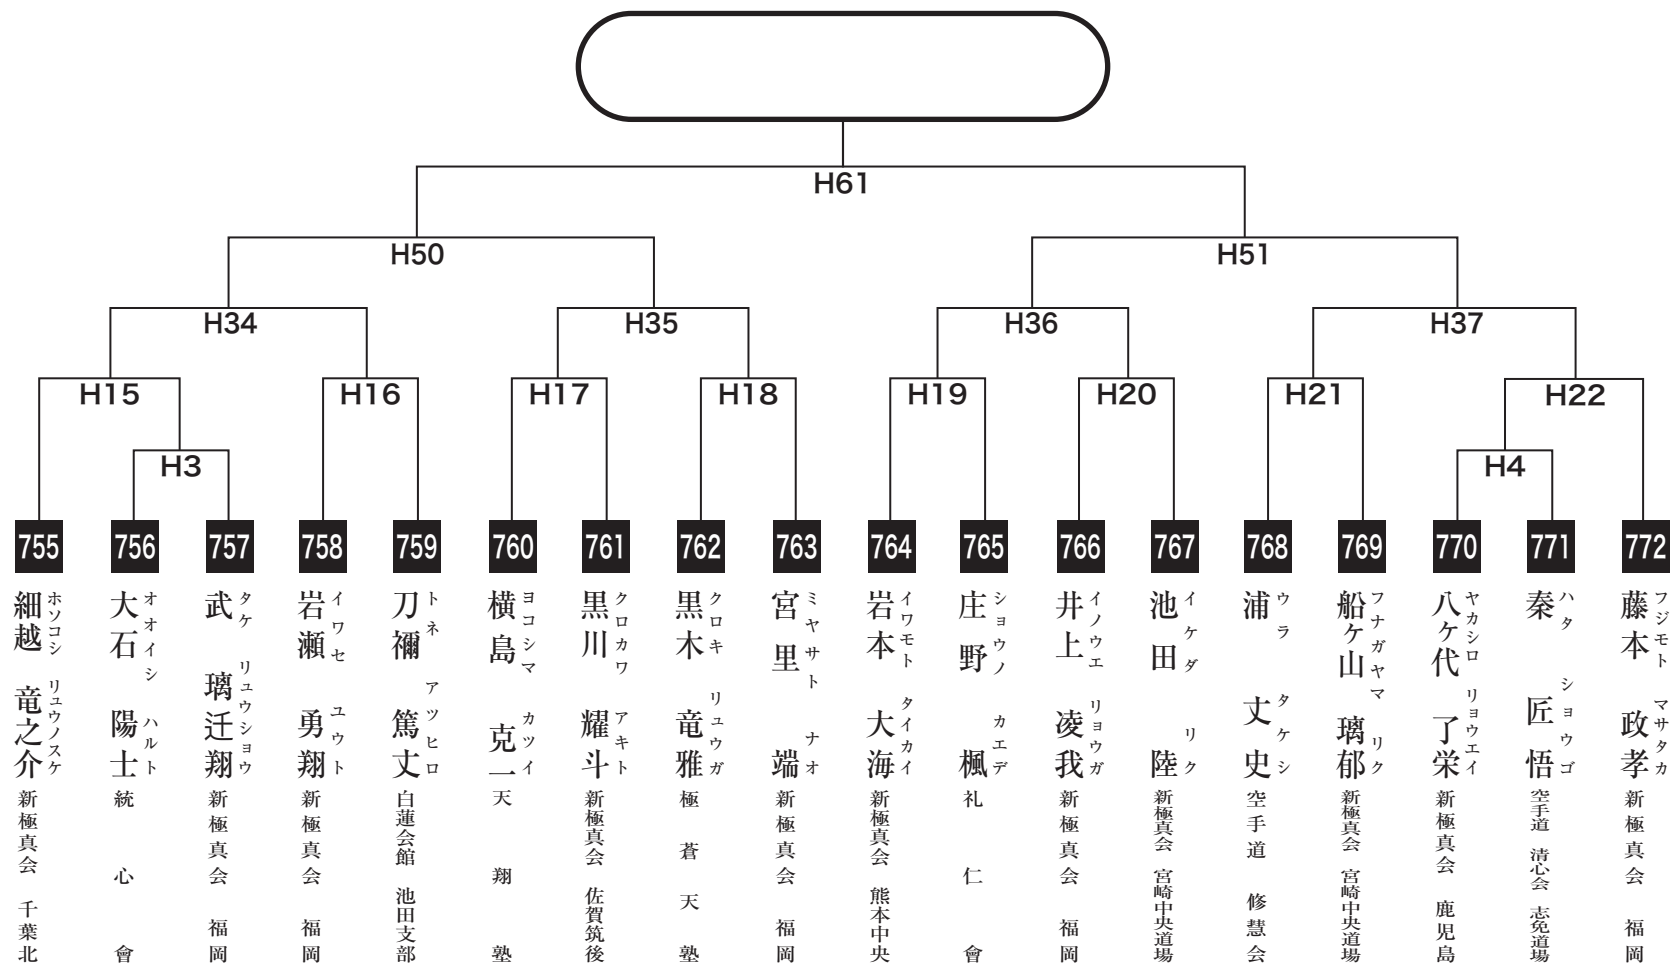 H61
H50
H51
H34
H35
H36
H37
H15
H16
H17
H18
H19
H20
H21
H22
H3
H4
755
細越 竜之介
ホソコシ リュウノスケ
新極真会 千葉北
756
大石 陽士
オオイシ ハルト
統心會
757
武 璃迁翔
タケ リュウショウ
新極真会 福岡
758
岩瀬 勇翔
イワセ ユウト
新極真会 福岡
759
刀禰 篤丈
トネ アツヒロ
白蓮会館 池田支部
760
横島 克一
ヨコシマ カツイ
天翔塾
761
黒川 耀斗
クロカワ アキト
新極真会 佐賀筑後
762
黒木 竜雅
クロキ リュウガ
極蒼天塾
763
宮里 端
ミヤサト ナオ
新極真会 福岡
764
岩本 大海
イワモト タイカイ
新極真会 熊本中央
765
庄野 楓
ショウノ カエデ
礼仁會
766
井上 凌我
イノウエ リョウガ
新極真会 福岡
767
池田 陸
イケダ リク
新極真会 宮崎中央道場
768
浦 丈史
ウラ タケシ
空手道 修慧会
769
船ケ山 璃郁
フナガヤマ リク
新極真会 宮崎中央道場
770
八ケ代 了栄
ヤカシロ リョウエイ
新極真会 鹿児島
771
秦 匠悟
ハタ ショウゴ
空手道 清心会 志免道場
772
藤本 政孝
フジモト マサタカ
新極真会 福岡